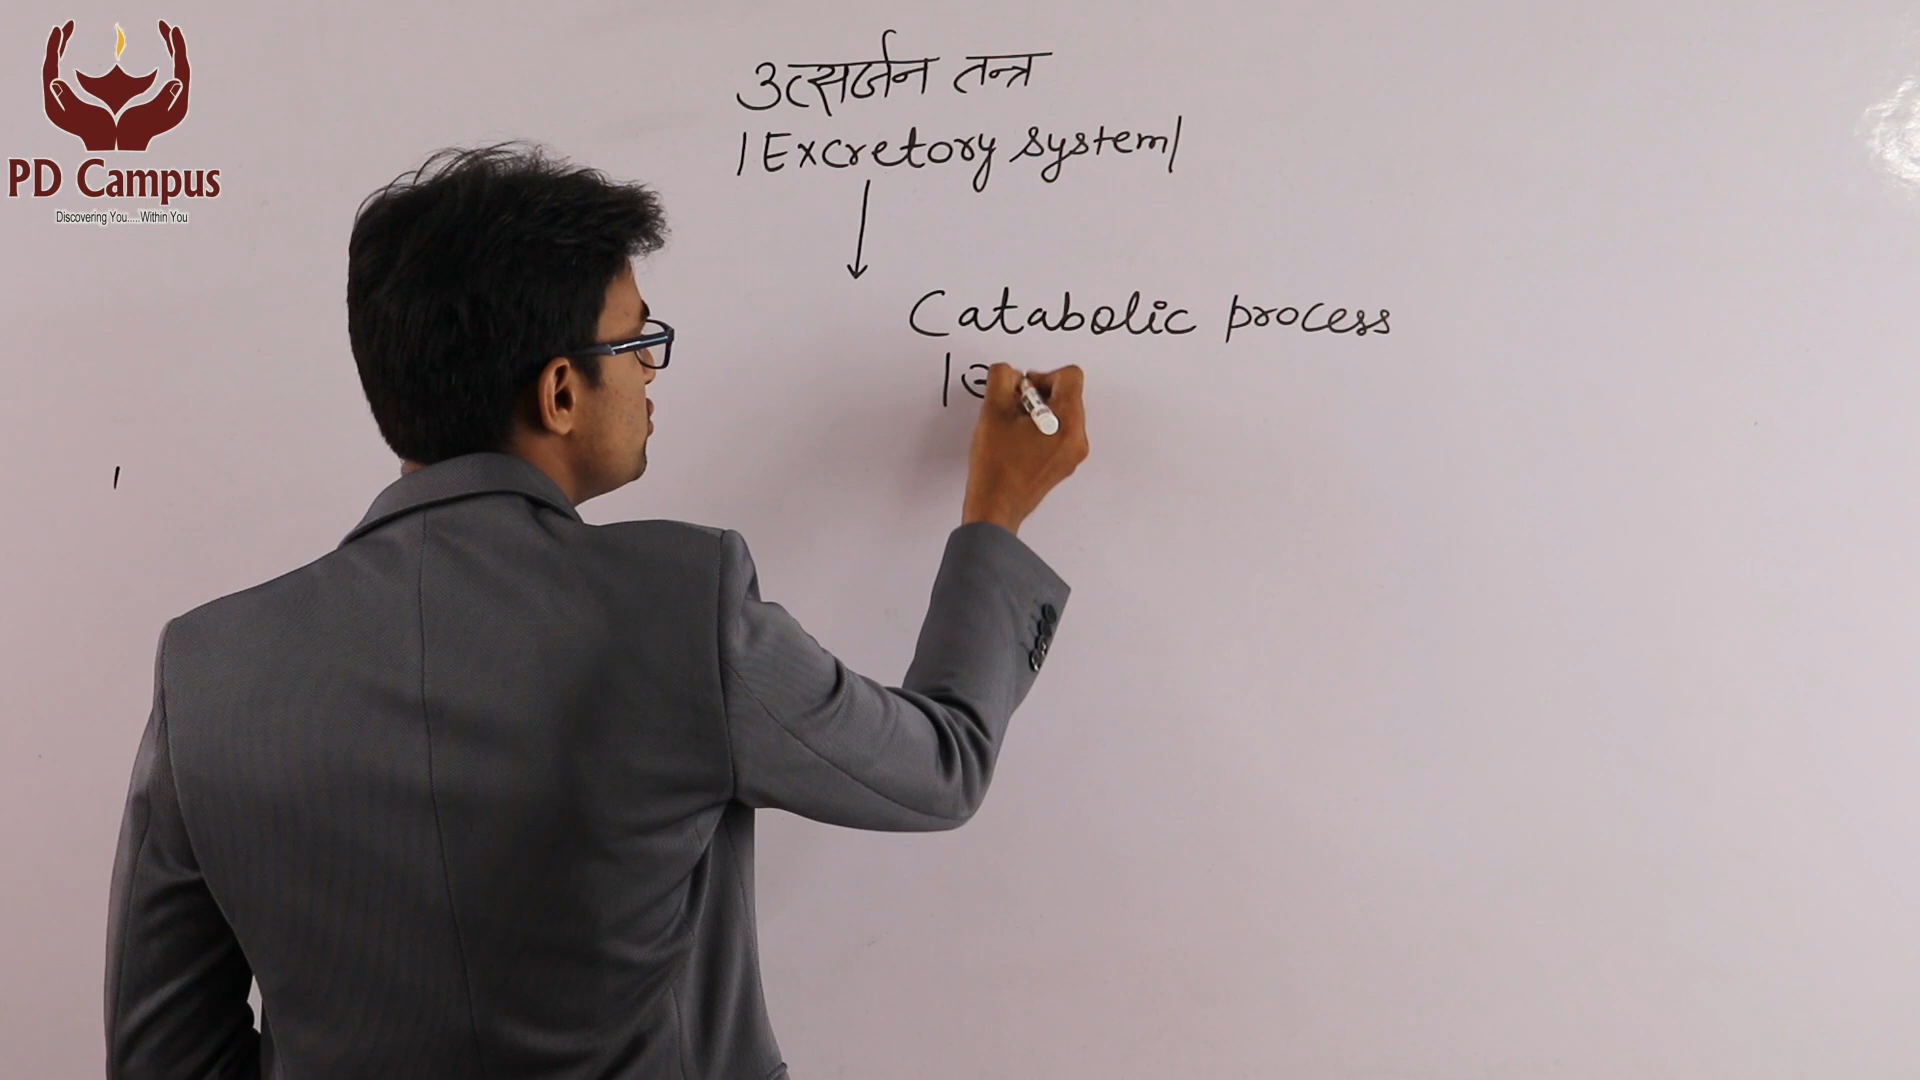 PD Campus
Discovering You.....Within You
उत्सर्जन तन्त्र
|Excretory system|
Catabolic process